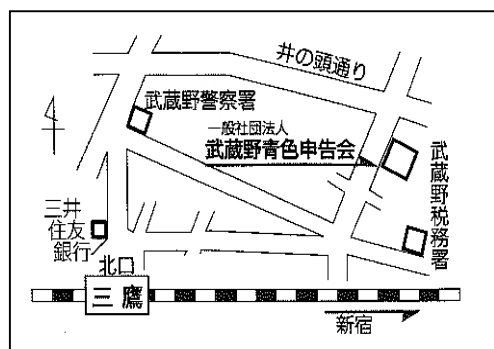 井の頭通り
武蔵野警察署
一般社団法人
武蔵野青色申告会
武蔵野税務署
三井
住友
銀行
北口
三鷹
新宿